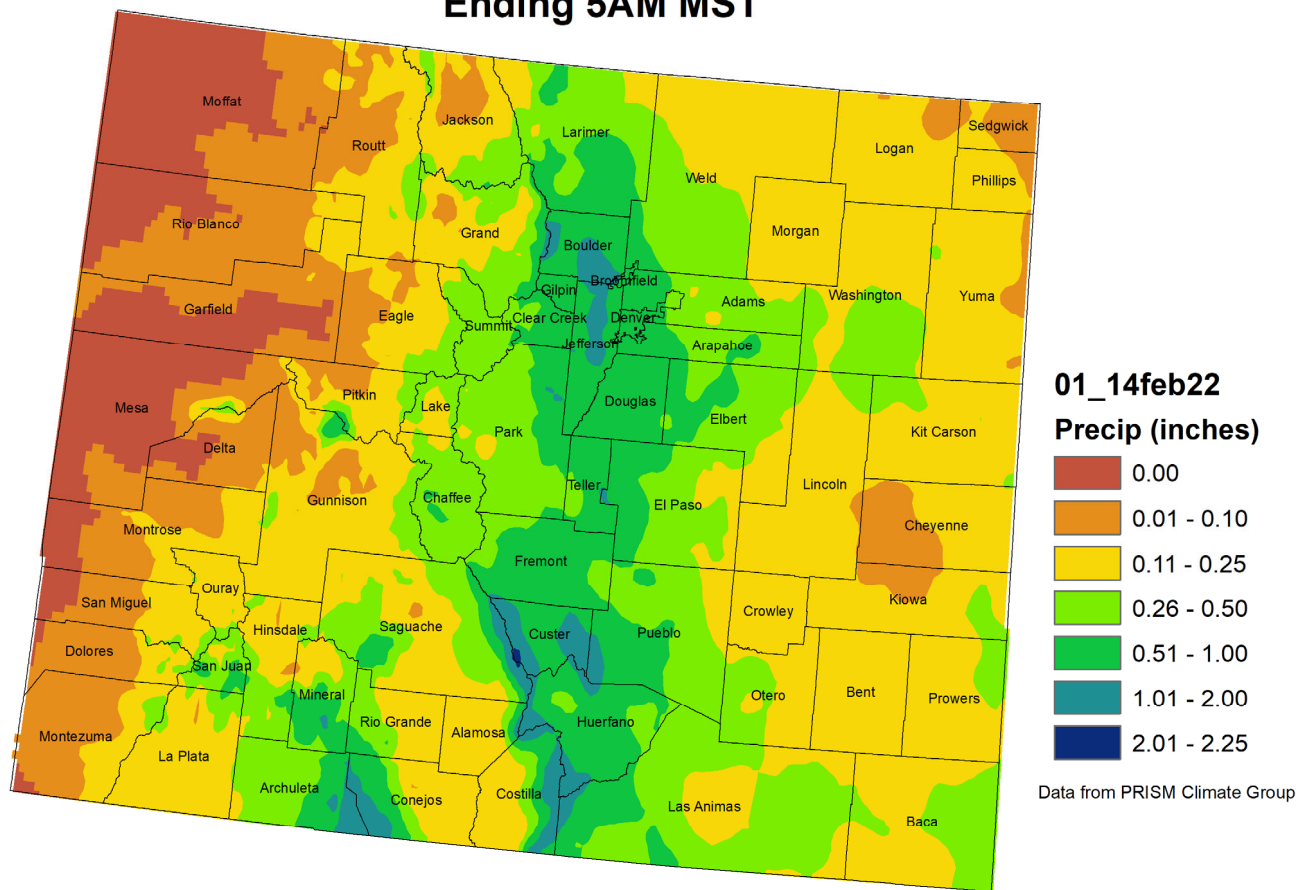 Ending 5AM MST
Moffat
Routt
Jackson
Larimer
Weld
Logan
Sedgwick
Phillips
Rio Blanco
Grand
Boulder
Morgan
Broomfield
Gilpin
Garfield
Eagle
Summit
Clear Creek
Denver
Adams
Washington
Yuma
Jefferson
Arapahoe
Mesa
Pitkin
Lake
Park
Douglas
Elbert
Kit Carson
Delta
Gunnison
Chaffee
Teller
El Paso
Lincoln
Cheyenne
Montrose
Fremont
Ouray
San Miguel
Hinsdale
Saguache
Custer
Pueblo
Crowley
Kiowa
Dolores
San Juan
Mineral
Rio Grande
Alamosa
Huerfano
Otero
Bent
Prowers
Montezuma
La Plata
Archuleta
Conejos
Costilla
Las Animas
Baca
01_14feb22
Precip (inches)
0.00
0.01 - 0.10
0.11 - 0.25
0.26 - 0.50
0.51 - 1.00
1.01 - 2.00
2.01 - 2.25
Data from PRISM Climate Group